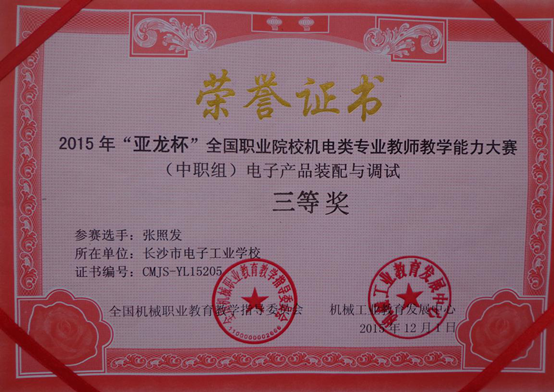 荣誉证书
2015年“亚龙杯”全国职业院校机电类专业教师教学能力大赛
（中职组）电子产品装配与调试
三等奖
参赛选手：张照发
所在单位：长沙市电子工业学校
证书编号：CMJS-YL15205
全国机械职业教育教学指导委员会
机械工业教育发展中心
2015年12月1日